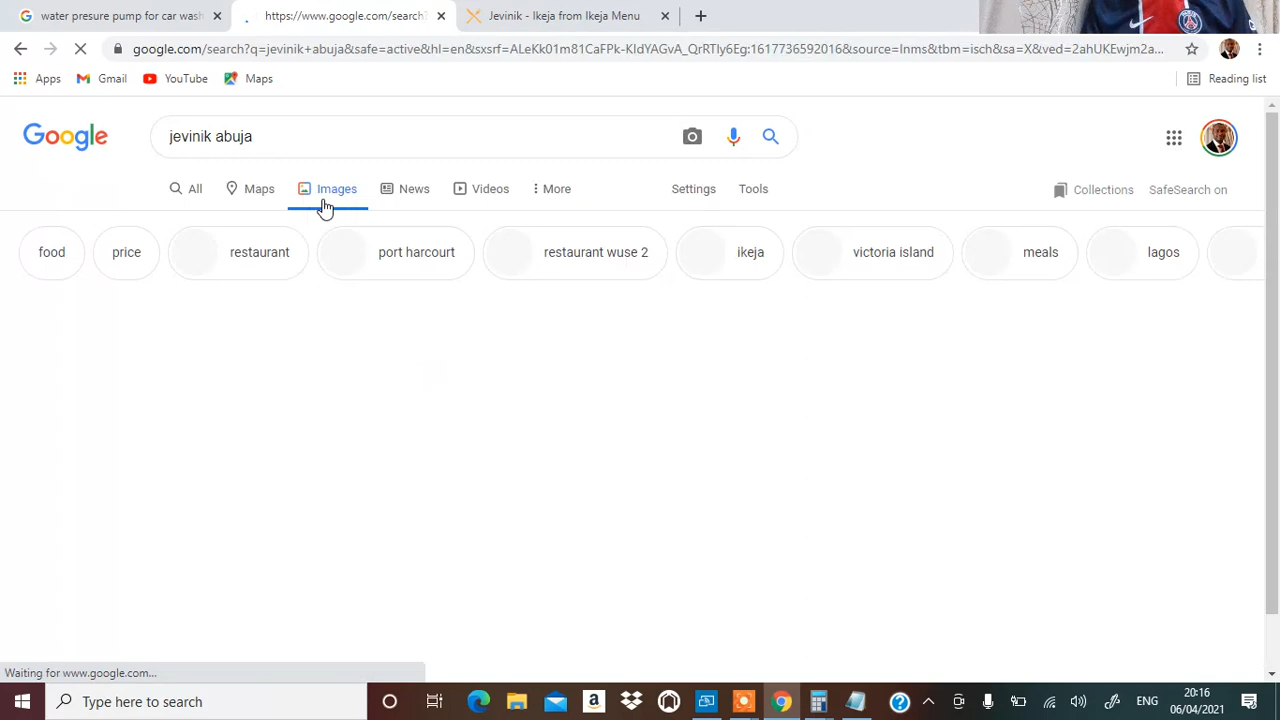 water presure pump for car wash
https://www.google.com/search?
Jevinik - Ikeja from Ikeja Menu
google.com/search?q=jevinik+abuja&safe=active&hl=en&sxsrf=ALeKk01m81CaFPk-KIdYAGvA_QrRTIy6Eg:1617736592016&source=lnms&tbm=isch&sa=X&ved=2ahUKEwjm2a...
Apps Gmail YouTube Maps Reading list
Google jevinik abuja
All Maps Images News Videos More Settings Tools Collections SafeSearch on
food price restaurant port harcourt restaurant wuse 2 ikeja victoria island meals lagos
Waiting for www.google.com...
Type here to search
ENG
20:16
06/04/2021